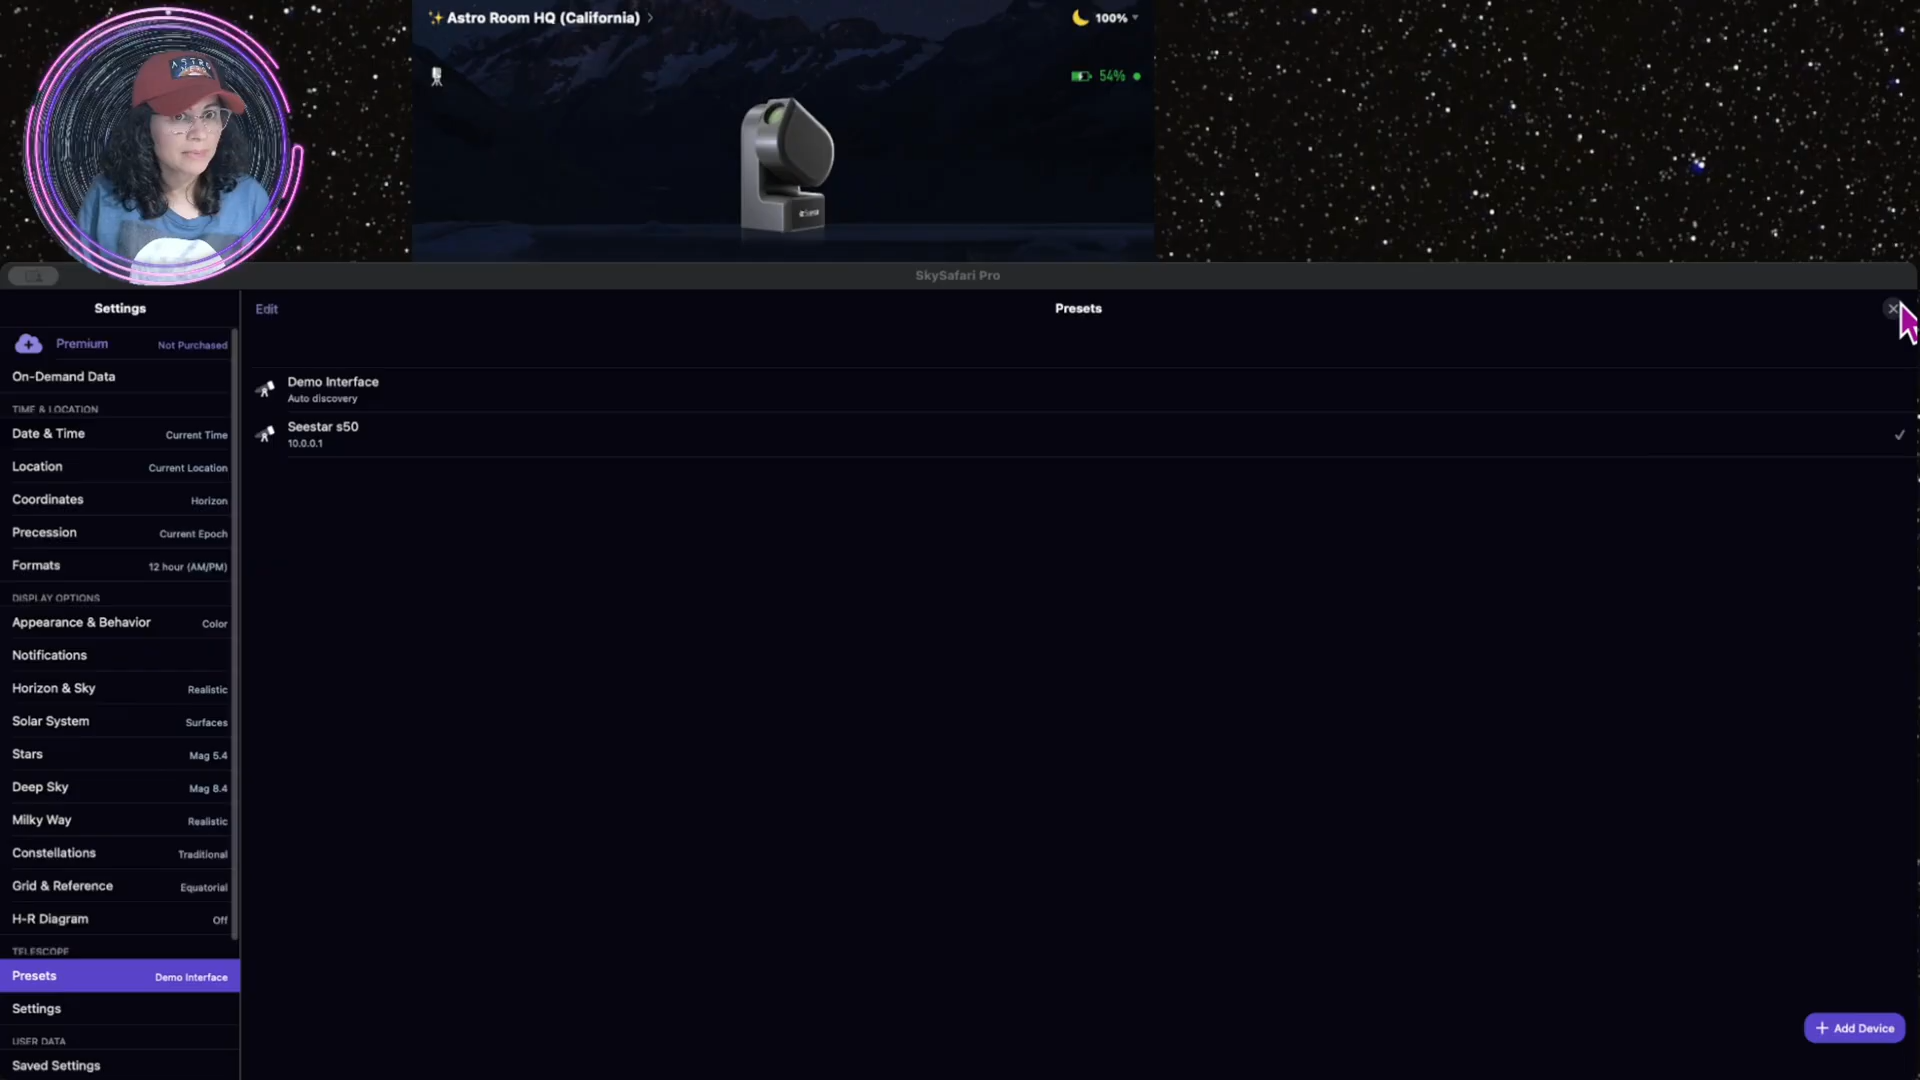 ✨ Astro Room HQ (California) >
100%
54%
ASTRO
SkySafari Pro
Settings
Edit
Presets
Premium Not Purchased
On-Demand Data
TIME & LOCATION
Date & Time Current Time
Location Current Location
Coordinates Horizon
Precession Current Epoch
Formats 12 hour (AM/PM)
DISPLAY OPTIONS
Appearance & Behavior Color
Notifications
Horizon & Sky Realistic
Solar System Surfaces
Stars Mag 5.4
Deep Sky Mag 8.4
Milky Way Realistic
Constellations Traditional
Grid & Reference Equatorial
H-R Diagram Off
TELESCOPE
Presets Demo Interface
Settings
USER DATA
Saved Settings
Demo Interface
Auto discovery
Seestar s50
10.0.0.1
+ Add Device